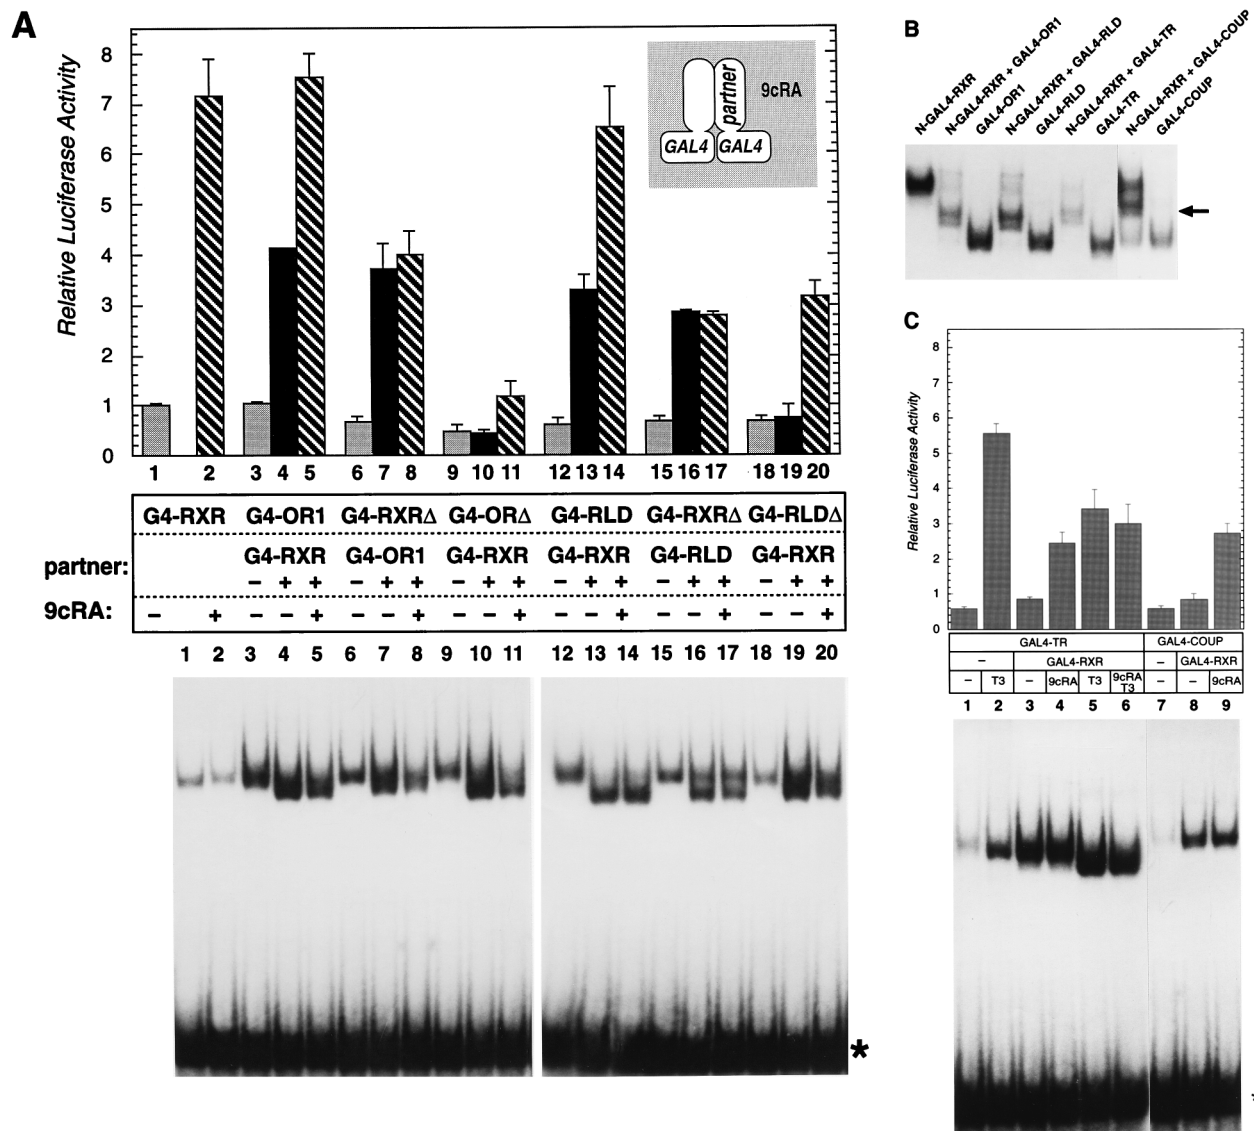 A
Relative Luciferase Activity
8
7
6
5
4
3
2
1
0
partner
9cRA
GAL4 GAL4
1 2 3 4 5 6 7 8 9 10 11 12 13 14 15 16 17 18 19 20
G4-RXR G4-OR1 G4-RXRΔ G4-ORΔ G4-RLD G4-RXRΔ G4-RLDΔ
partner: G4-RXR G4-OR1 G4-RXR G4-RXR G4-RLD G4-RXR
− + + − + + − + + − + + − + + − + +
9cRA: − + − − + − − + − − + − − + − − + − − +
1 2 3 4 5 6 7 8 9 10 11 12 13 14 15 16 17 18 19 20
*
B
N-GAL4-RXR
N-GAL4-RXR + GAL4-OR1
GAL4-OR1
N-GAL4-RXR + GAL4-RLD
GAL4-RLD
N-GAL4-RXR + GAL4-TR
GAL4-TR
N-GAL4-RXR + GAL4-COUP
GAL4-COUP
C
Relative Luciferase Activity
8
7
6
5
4
3
2
1
0
GAL4-TR GAL4-COUP
− GAL4-RXR − GAL4-RXR
− T3 − 9cRA T3 9cRA T3 − − 9cRA
1 2 3 4 5 6 7 8 9
*